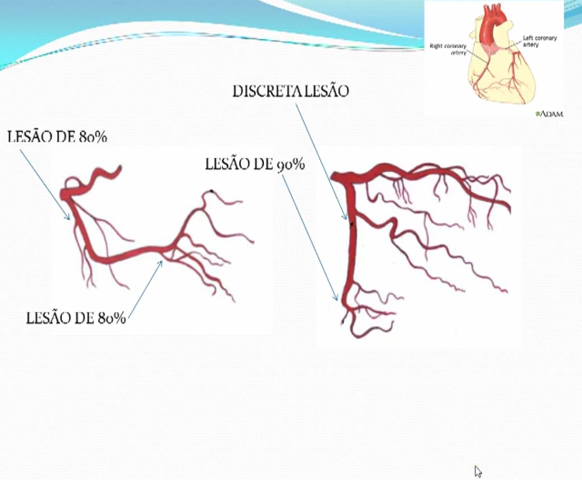 Right coronary
artery
Left coronary
artery
ADAM
DISCRETA LESÃO
LESÃO DE 80%
LESÃO DE 90%
LESÃO DE 80%